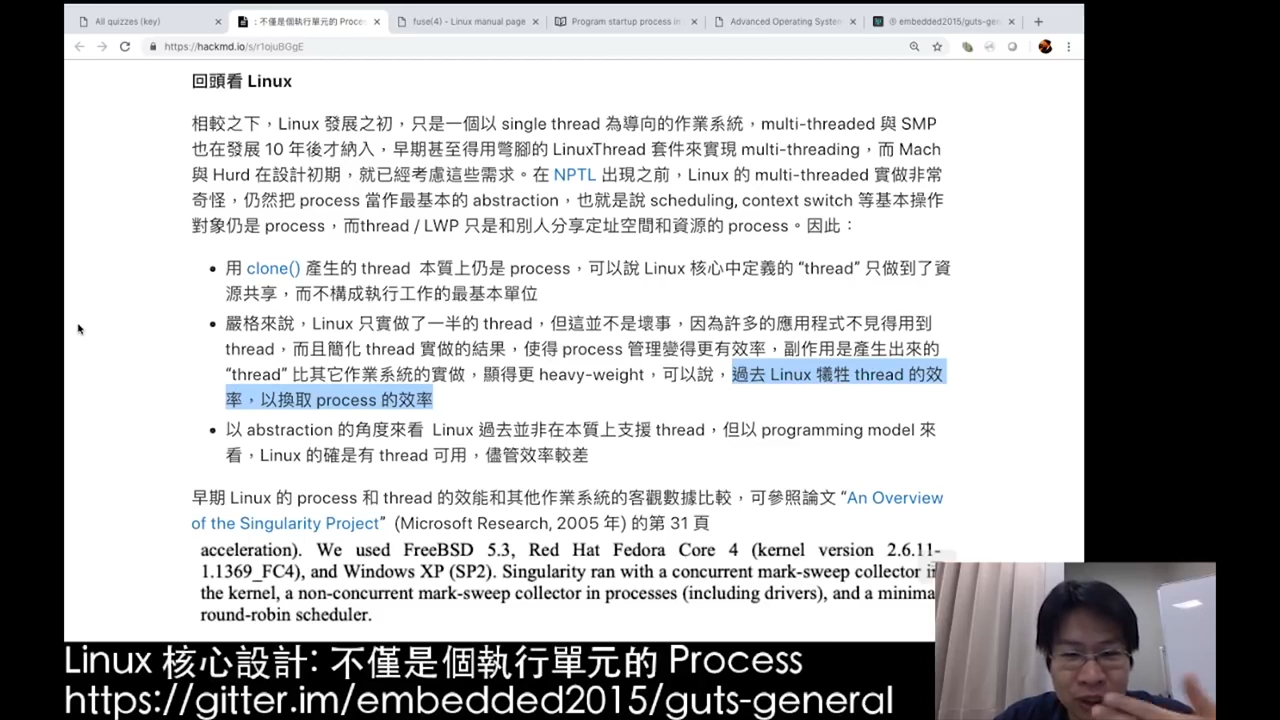 All quizzes (key)
: 不僅是個執行單元的 Proces
fuse(4) - Linux manual page
Program startup process in
Advanced Operating System
embedded2015/guts-gen
https://hackmd.io/s/r1ojuBGgE
回頭看 Linux
相較之下，Linux 發展之初，只是一個以 single thread 為導向的作業系統，multi-threaded 與 SMP
也在發展 10 年後才納入，早期甚至得用彆腳的 LinuxThread 套件來實現 multi-threading，而 Mach
與 Hurd 在設計初期，就已經考慮這些需求。在 NPTL 出現之前，Linux 的 multi-threaded 實做非常
奇怪，仍然把 process 當作最基本的 abstraction，也就是說 scheduling, context switch 等基本操作
對象仍是 process，而thread / LWP 只是和別人分享定址空間和資源的 process。因此：
• 用 clone() 產生的 thread 本質上仍是 process，可以說 Linux 核心中定義的 “thread” 只做到了資
源共享，而不構成執行工作的最基本單位
• 嚴格來說，Linux 只實做了一半的 thread，但這並不是壞事，因為許多的應用程式不見得用到
thread，而且簡化 thread 實做的結果，使得 process 管理變得更有效率，副作用是產生出來的
“thread” 比其它作業系統的實做，顯得更 heavy-weight，可以說，過去 Linux 犧牲 thread 的效
率，以換取 process 的效率
• 以 abstraction 的角度來看 Linux 過去並非在本質上支援 thread，但以 programming model 來
看，Linux 的確是有 thread 可用，儘管效率較差
早期 Linux 的 process 和 thread 的效能和其他作業系統的客觀數據比較，可參照論文 “An Overview
of the Singularity Project” (Microsoft Research, 2005 年) 的第 31 頁
acceleration). We used FreeBSD 5.3, Red Hat Fedora Core 4 (kernel version 2.6.11-
1.1369_FC4), and Windows XP (SP2). Singularity ran with a concurrent mark-sweep collector in
the kernel, a non-concurrent mark-sweep collector in processes (including drivers), and a minima
round-robin scheduler.
Linux 核心設計: 不僅是個執行單元的 Process
https://gitter.im/embedded2015/guts-general